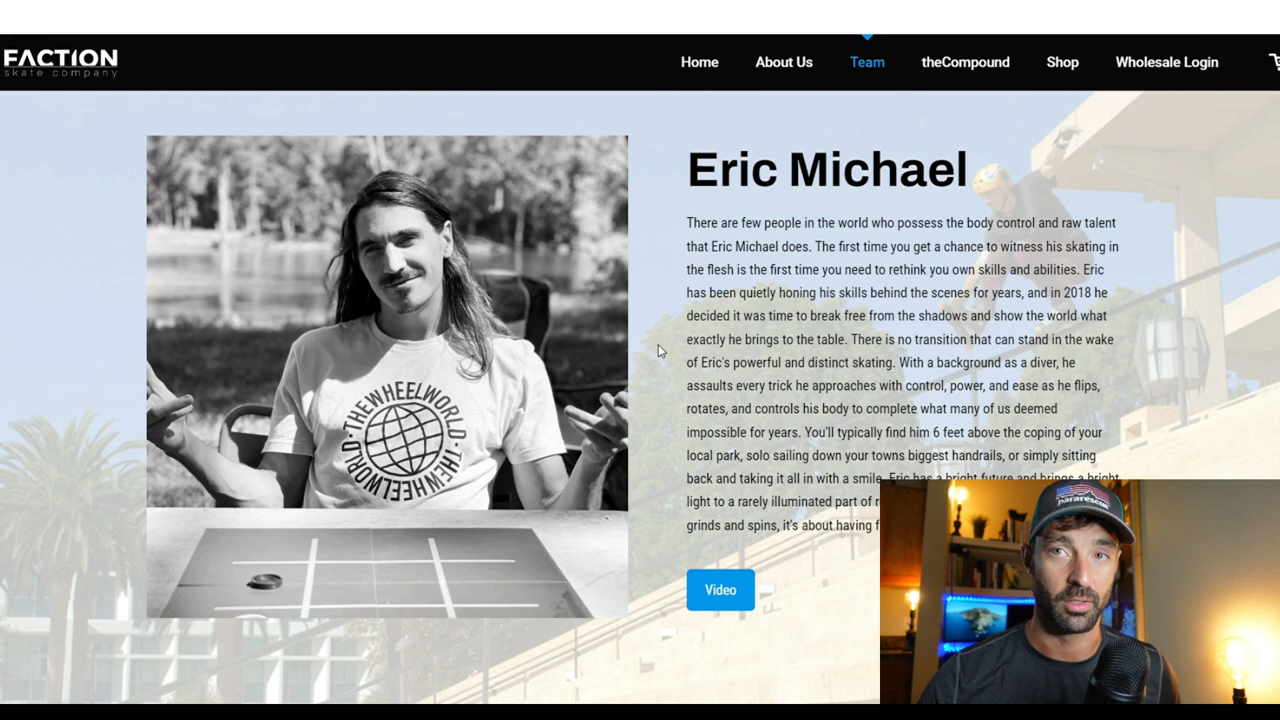 FACTION
skate company
Home About Us Team theCompound Shop Wholesale Login
Eric Michael
There are few people in the world who possess the body control and raw talent
that Eric Michael does. The first time you get a chance to witness his skating in
the flesh is the first time you need to rethink you own skills and abilities. Eric
has been quietly honing his skills behind the scenes for years, and in 2018 he
decided it was time to break free from the shadows and show the world what
exactly he brings to the table. There is no transition that can stand in the wake
of Eric's powerful and distinct skating. With a background as a diver, he
assaults every trick he approaches with control, power, and ease as he flips,
rotates, and controls his body to complete what many of us deemed
impossible for years. You'll typically find him 6 feet above the coping of your
local park, solo sailing down your towns biggest handrails, or simply sitting
back and taking it all in with a smile. Eric has a bright future and brings a bright
light to a rarely illuminated part of
grinds and spins, it's about having
Video
THEWHEELWORLD · THEWHEELWORLD ·
pararescue